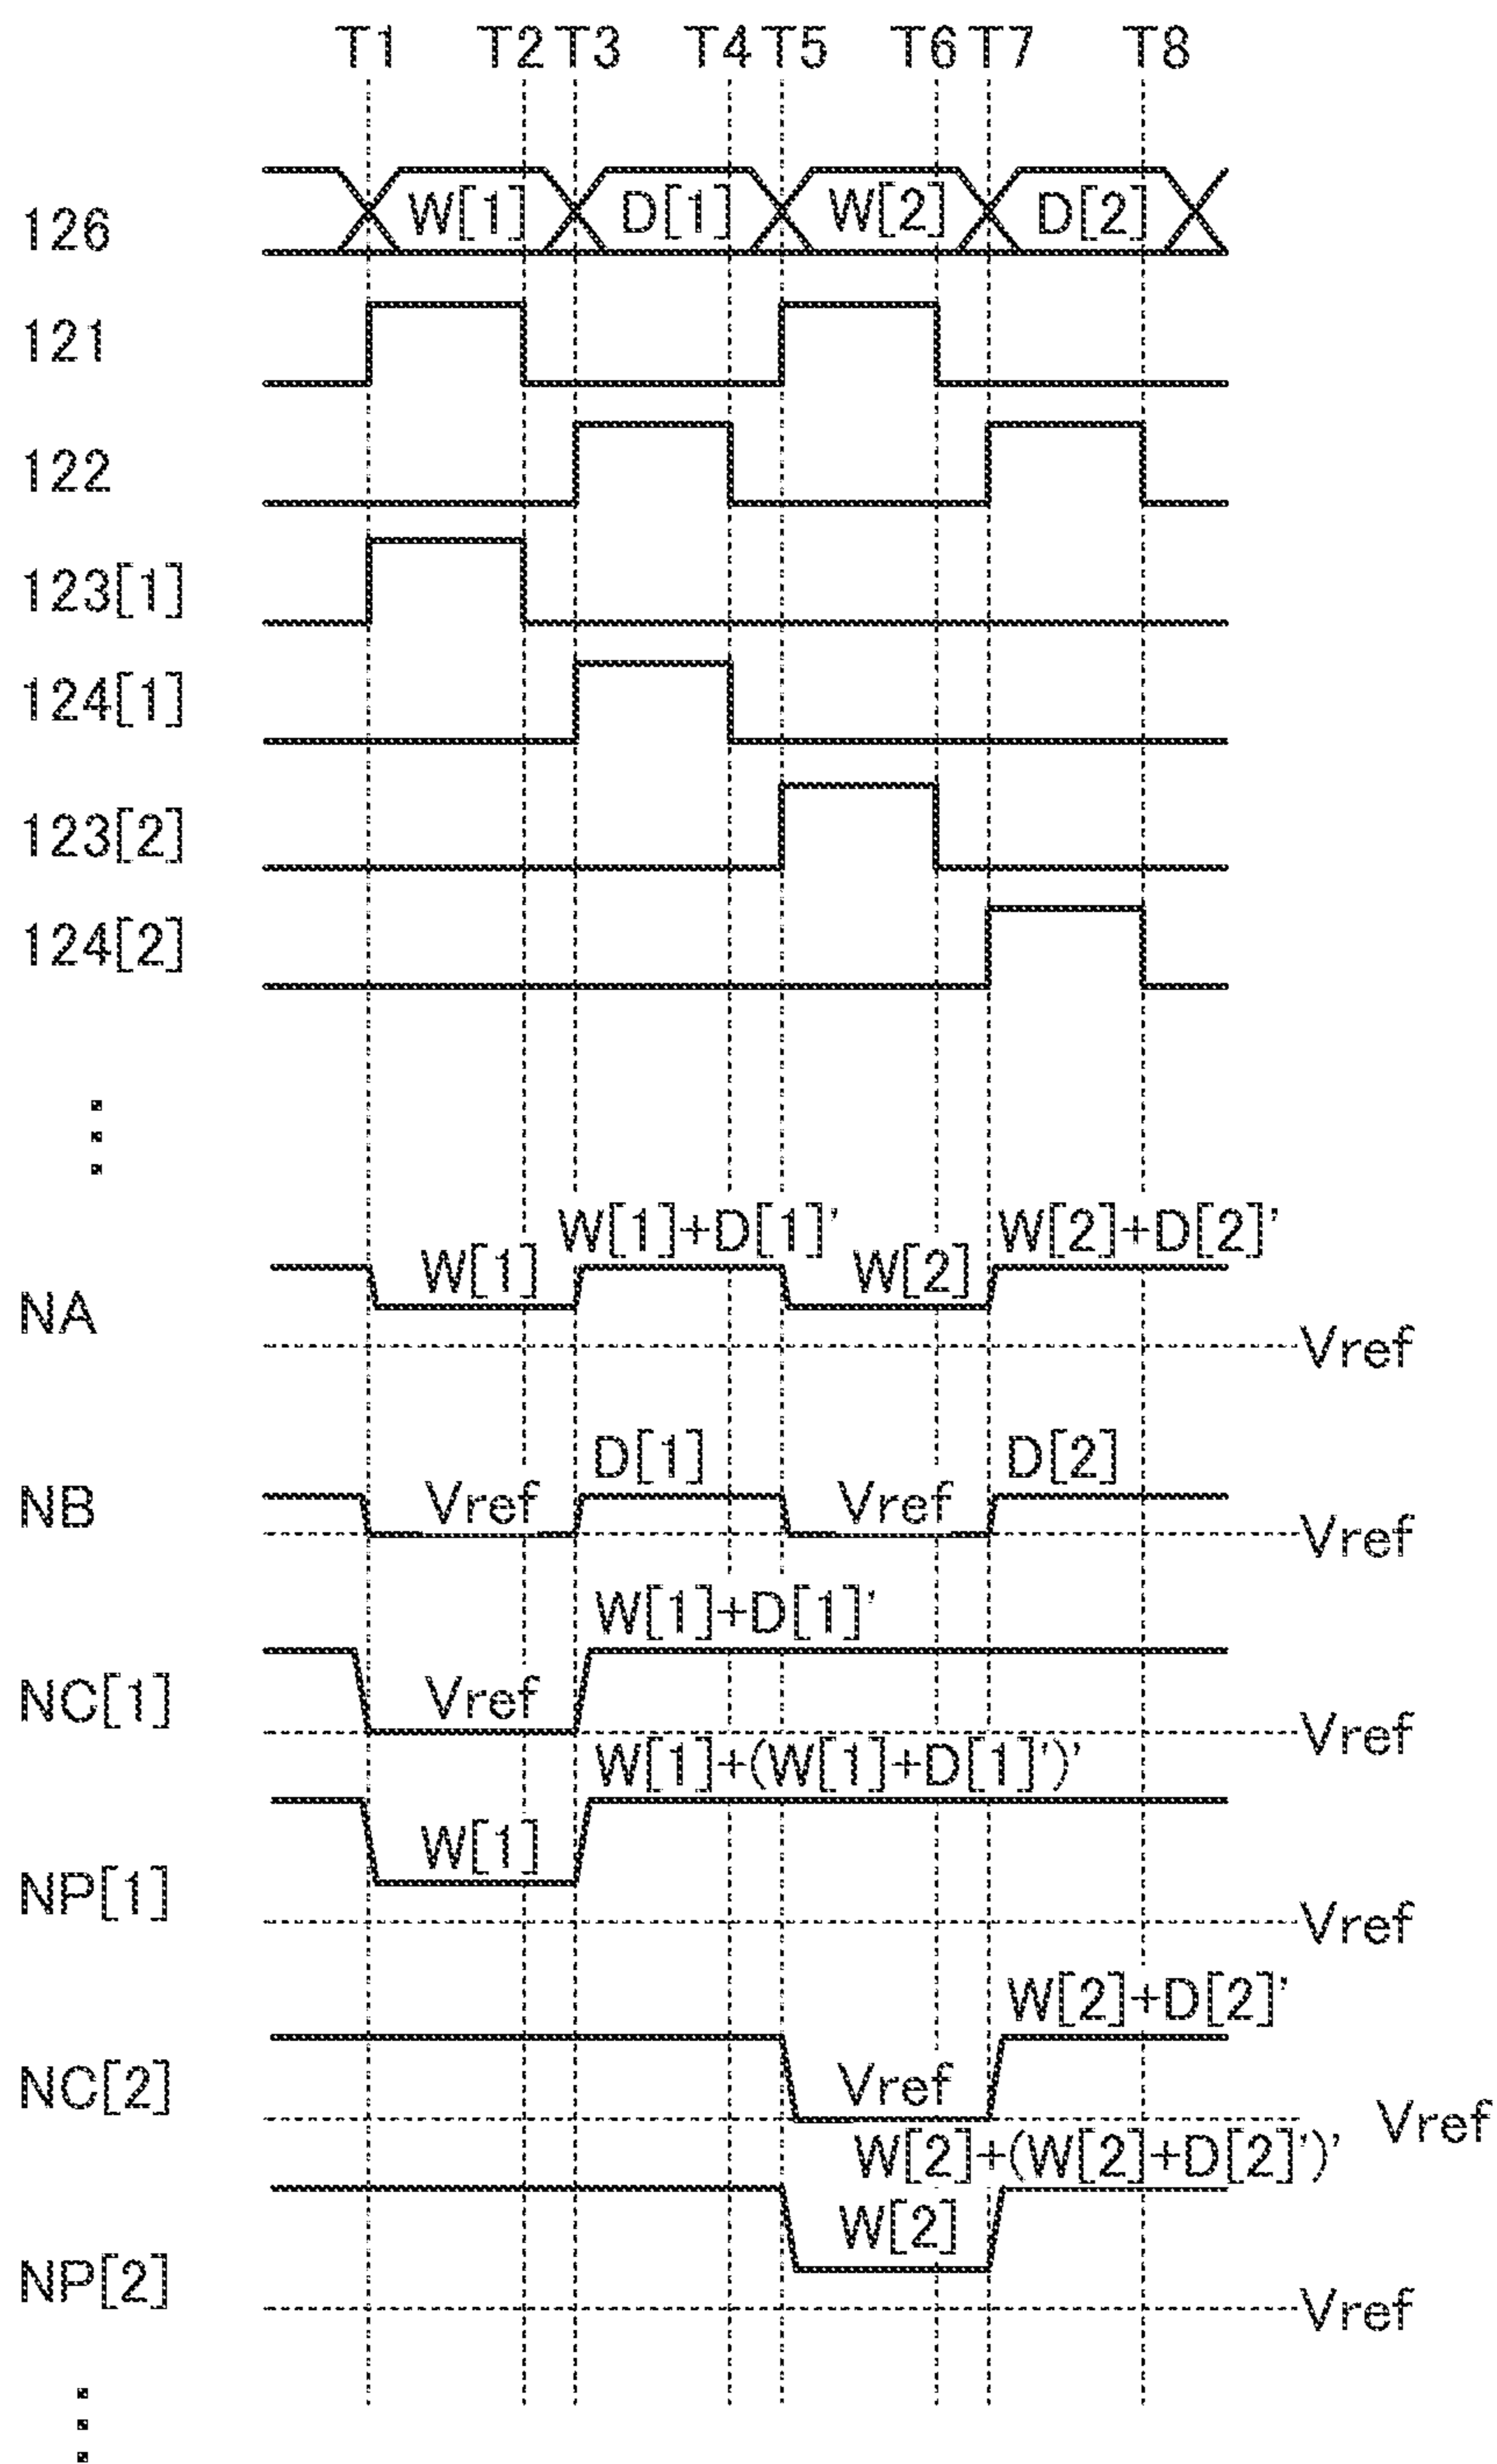 T1 T2 T3 T4 T5 T6 T7 T8
126 W[1] D[1] W[2] D[2]
121
122
123[1]
124[1]
123[2]
124[2]
W[1]+D[1]' W[2]+D[2]'
W[1] W[2]
NA
Vref
D[1] D[2]
NB Vref Vref
Vref
W[1]+D[1]'
NC[1] Vref
Vref
W[1]+(W[1]+D[1]')'
W[1]
NP[1]
Vref
W[2]+D[2]'
NC[2] Vref
Vref
W[2]+(W[2]+D[2]')'
W[2]
NP[2]
Vref